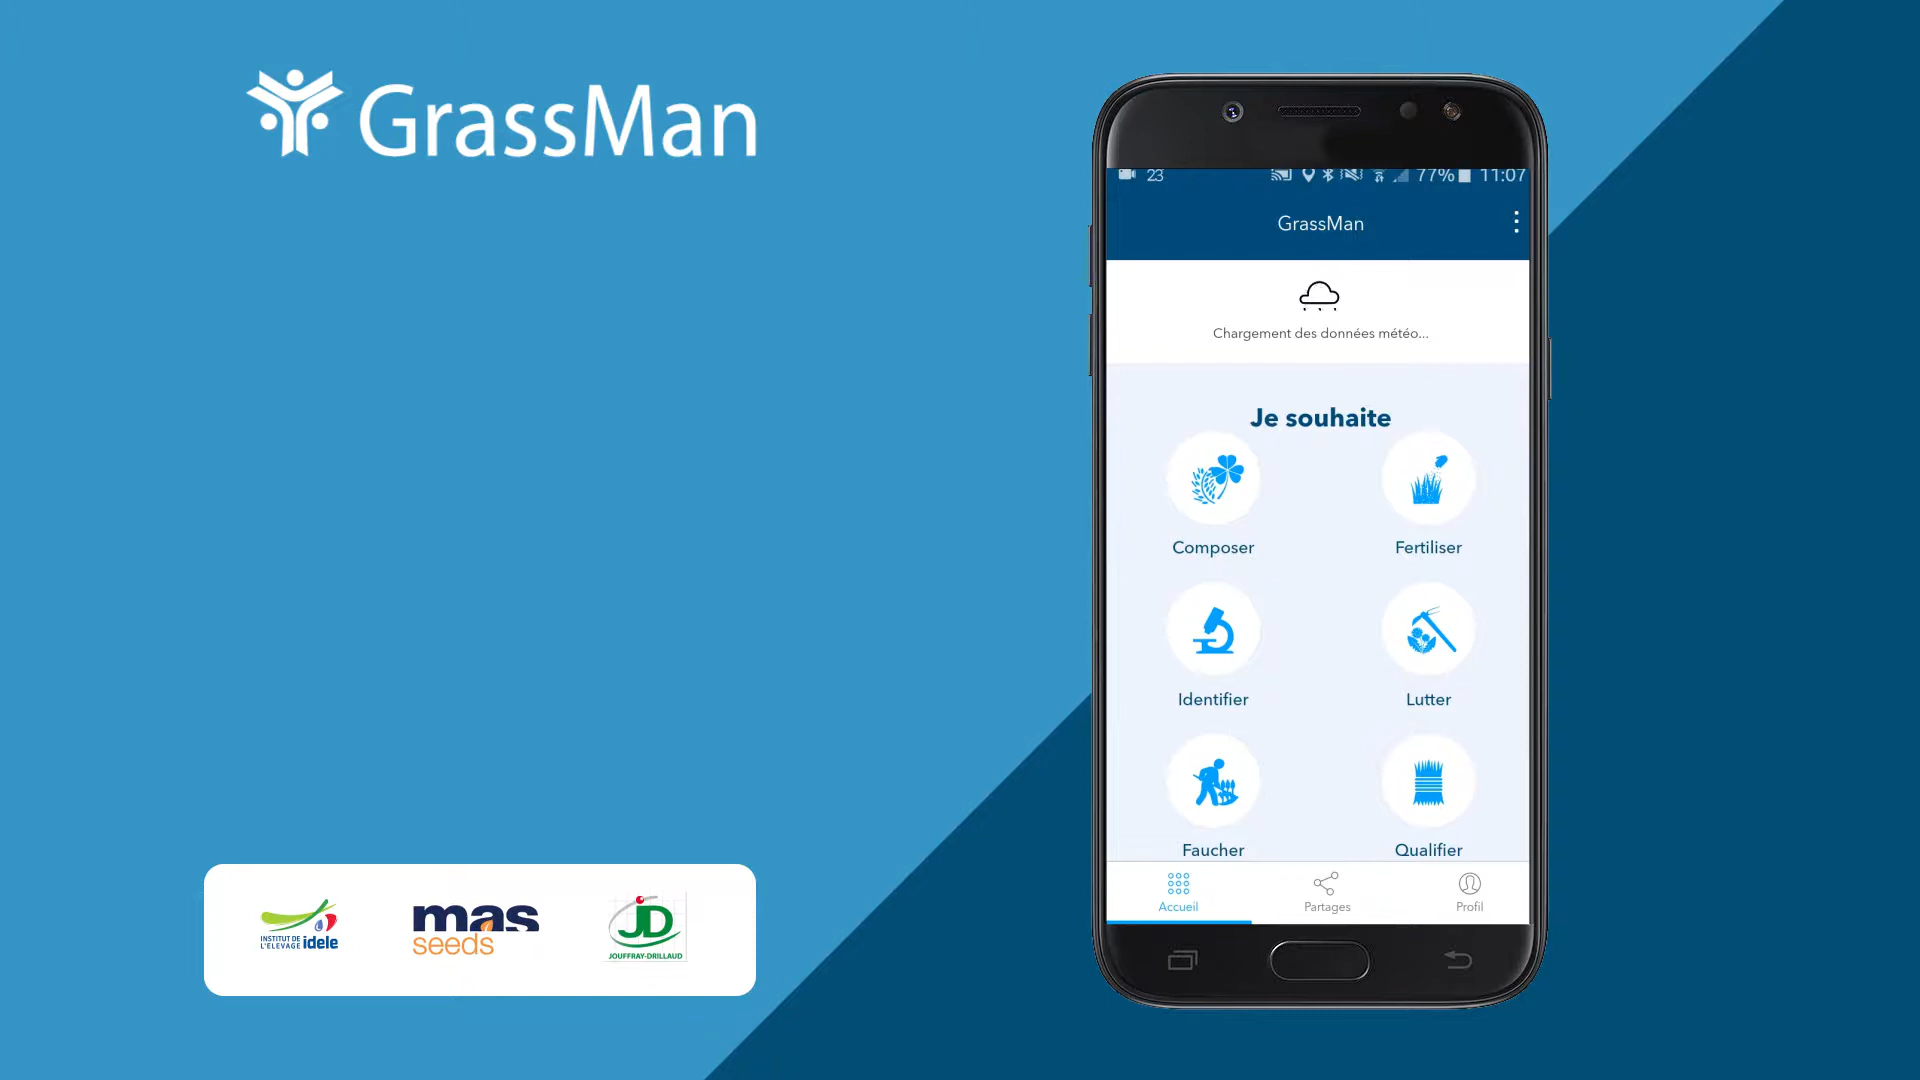 GrassMan
23 77% 11:07
GrassMan
Chargement des données météo...
Je souhaite
Composer Fertiliser
Identifier Lutter
Faucher Qualifier
Accueil Partages Profil
INSTITUT DE
L'ELEVAGE idele
mas
seeds
JD
JOUFFRAY-DRILLAUD